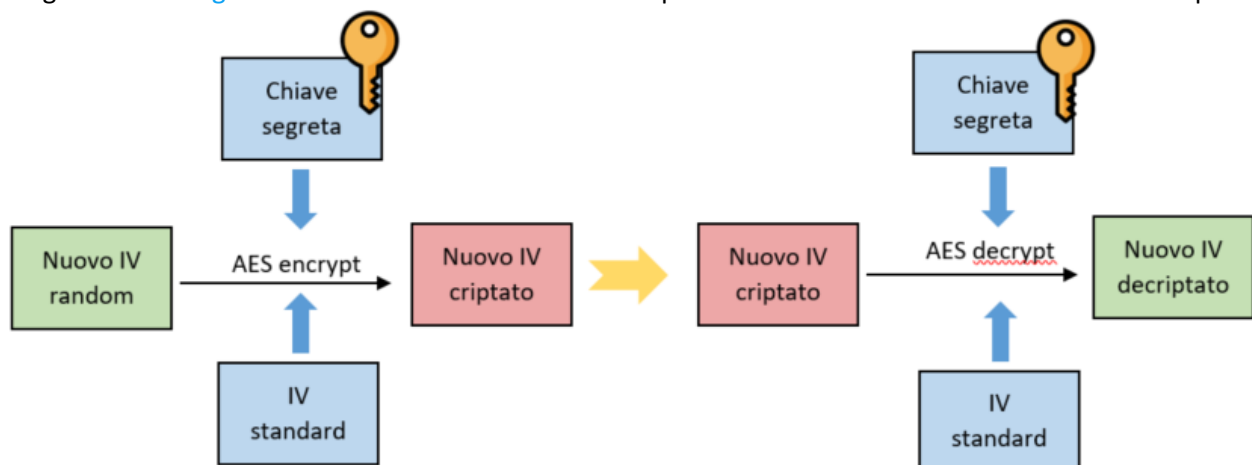 Chiave
segreta
Nuovo IV
random
AES encrypt
Nuovo IV
criptato
IV
standard
Chiave
segreta
Nuovo IV
criptato
AES decrypt
Nuovo IV
decriptato
IV
standard